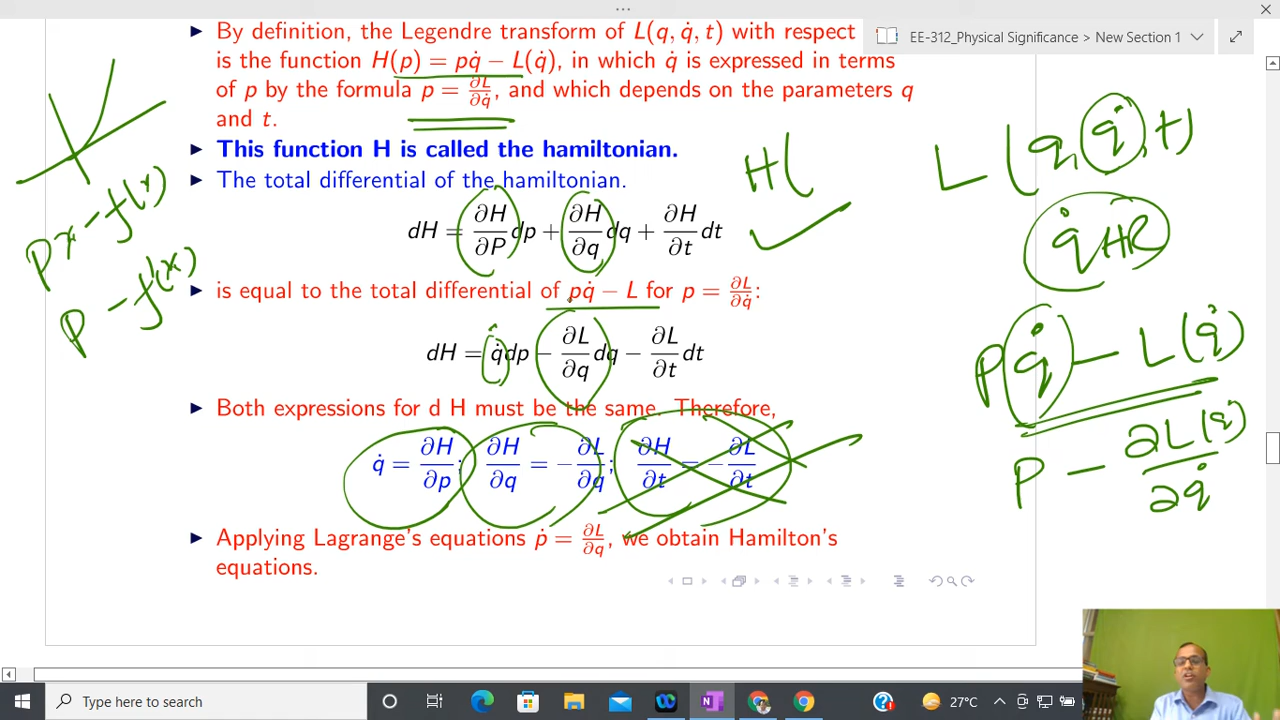 EE-312_Physical Significance > New Section 1
► By definition, the Legendre transform of L(q, q̇, t) with respect
is the function H(p) = pq̇ − L(q̇), in which q̇ is expressed in terms
of p by the formula p = ∂L/∂q̇, and which depends on the parameters q
and t.
► This function H is called the hamiltonian.
► The total differential of the hamiltonian.
dH = ∂H/∂P dp + ∂H/∂q dq + ∂H/∂t dt
► is equal to the total differential of pq̇ − L for p = ∂L/∂q̇:
dH = q̇dp − ∂L/∂q dq − ∂L/∂t dt
► Both expressions for d H must be the same. Therefore,
q̇ = ∂H/∂p; ∂H/∂q = − ∂L/∂q; ∂H/∂t = − ∂L/∂t
► Applying Lagrange's equations ṗ = ∂L/∂q, we obtain Hamilton's
equations.
px − f(x)
p − f'(x)
H(
L(q, q̇, t)
q̇
Pq̇ − L(q̇)
P − ∂L(q̇)/∂q̇
Type here to search
27°C